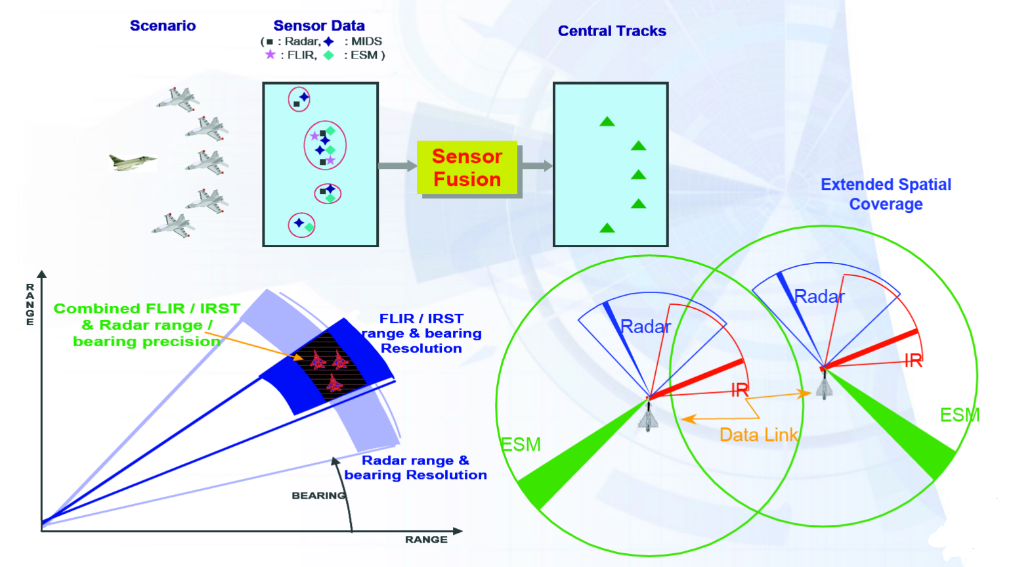 Scenario
Sensor Data
( : Radar, : MIDS
: FLIR, : ESM )
Central Tracks
Sensor
Fusion
Extended Spatial
Coverage
RANGE
Combined FLIR / IRST
& Radar range /
bearing precision
FLIR / IRST
range & bearing
Resolution
Radar range &
bearing Resolution
BEARING
RANGE
Radar
IR
ESM
Data Link
Radar
IR
ESM